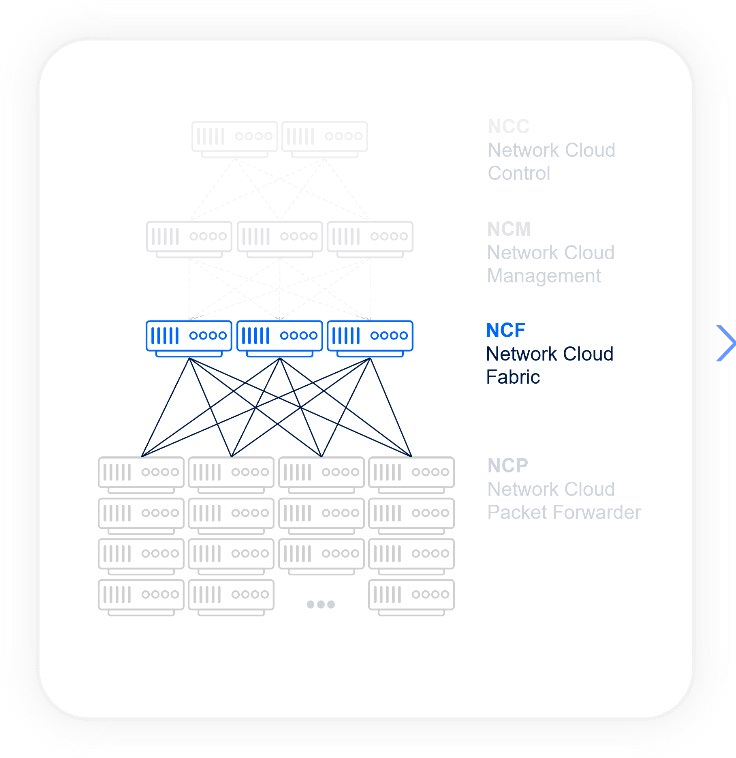 NCC
Network Cloud
Control
NCM
Network Cloud
Management
NCF
Network Cloud
Fabric
NCP
Network Cloud
Packet Forwarder